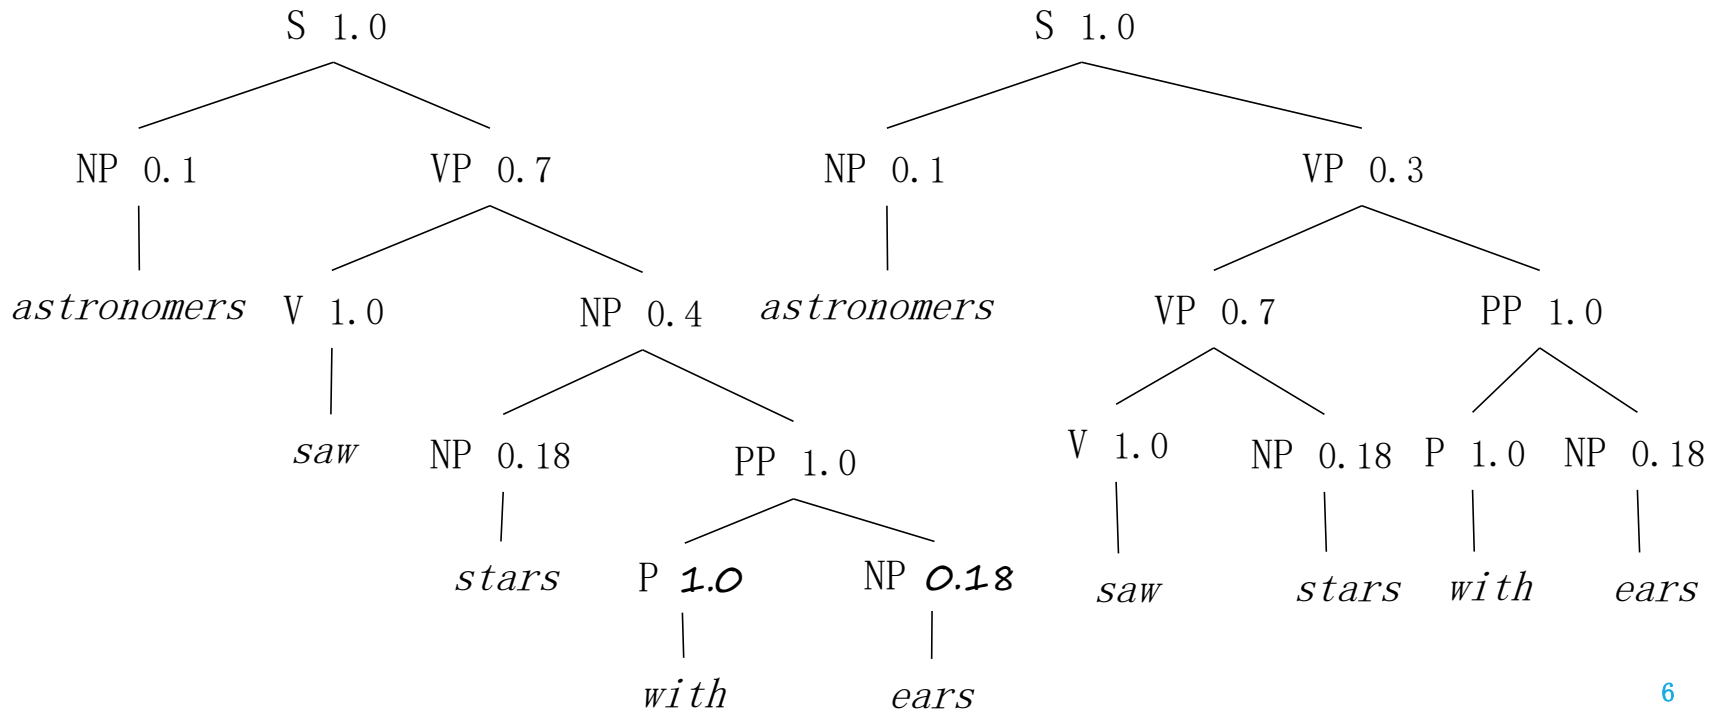 S 1.0 S 1.0
NP 0.1 VP 0.7 NP 0.1 VP 0.3
astronomers V 1.0 NP 0.4 astronomers VP 0.7 PP 1.0
saw NP 0.18 PP 1.0 V 1.0 NP 0.18 P 1.0 NP 0.18
stars P 1.0 NP 0.18 saw stars with ears
with ears
6